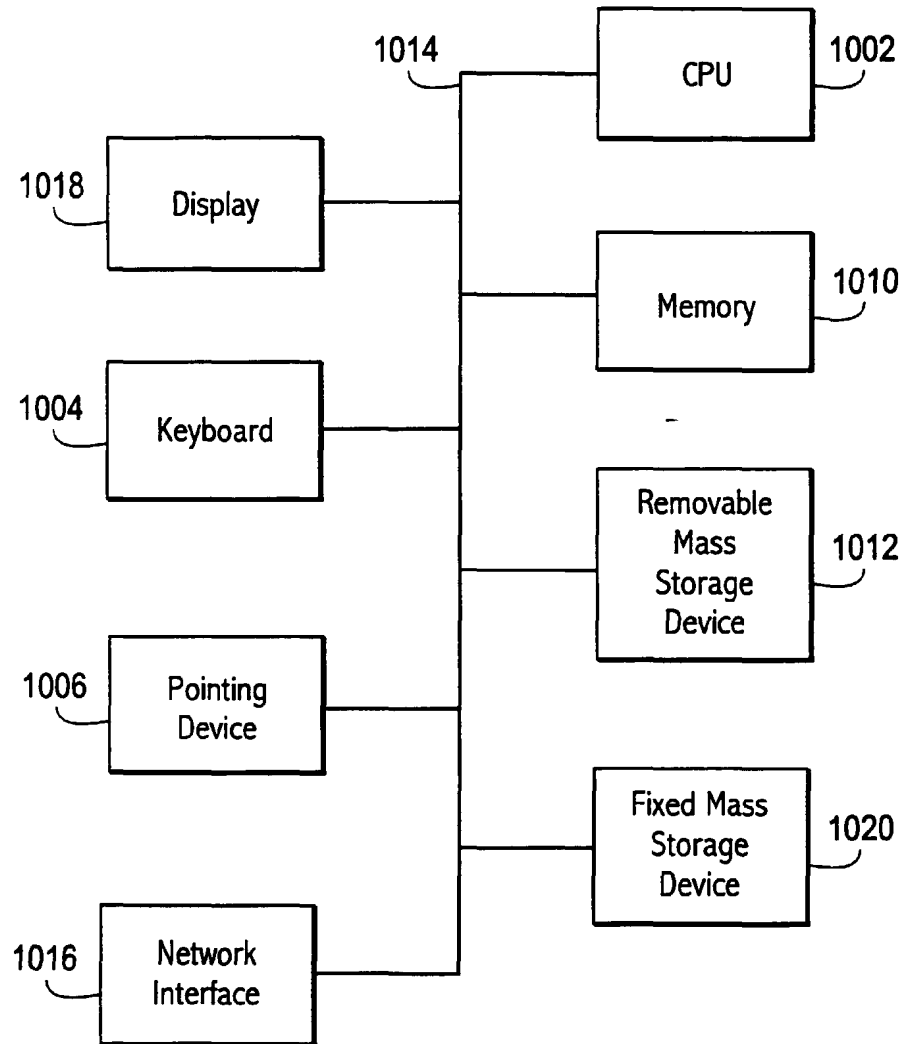 1014
CPU
1002
1018
Display
Memory
1010
1004
Keyboard
Removable
Mass
Storage
Device
1012
1006
Pointing
Device
Fixed Mass
Storage
Device
1020
1016
Network
Interface